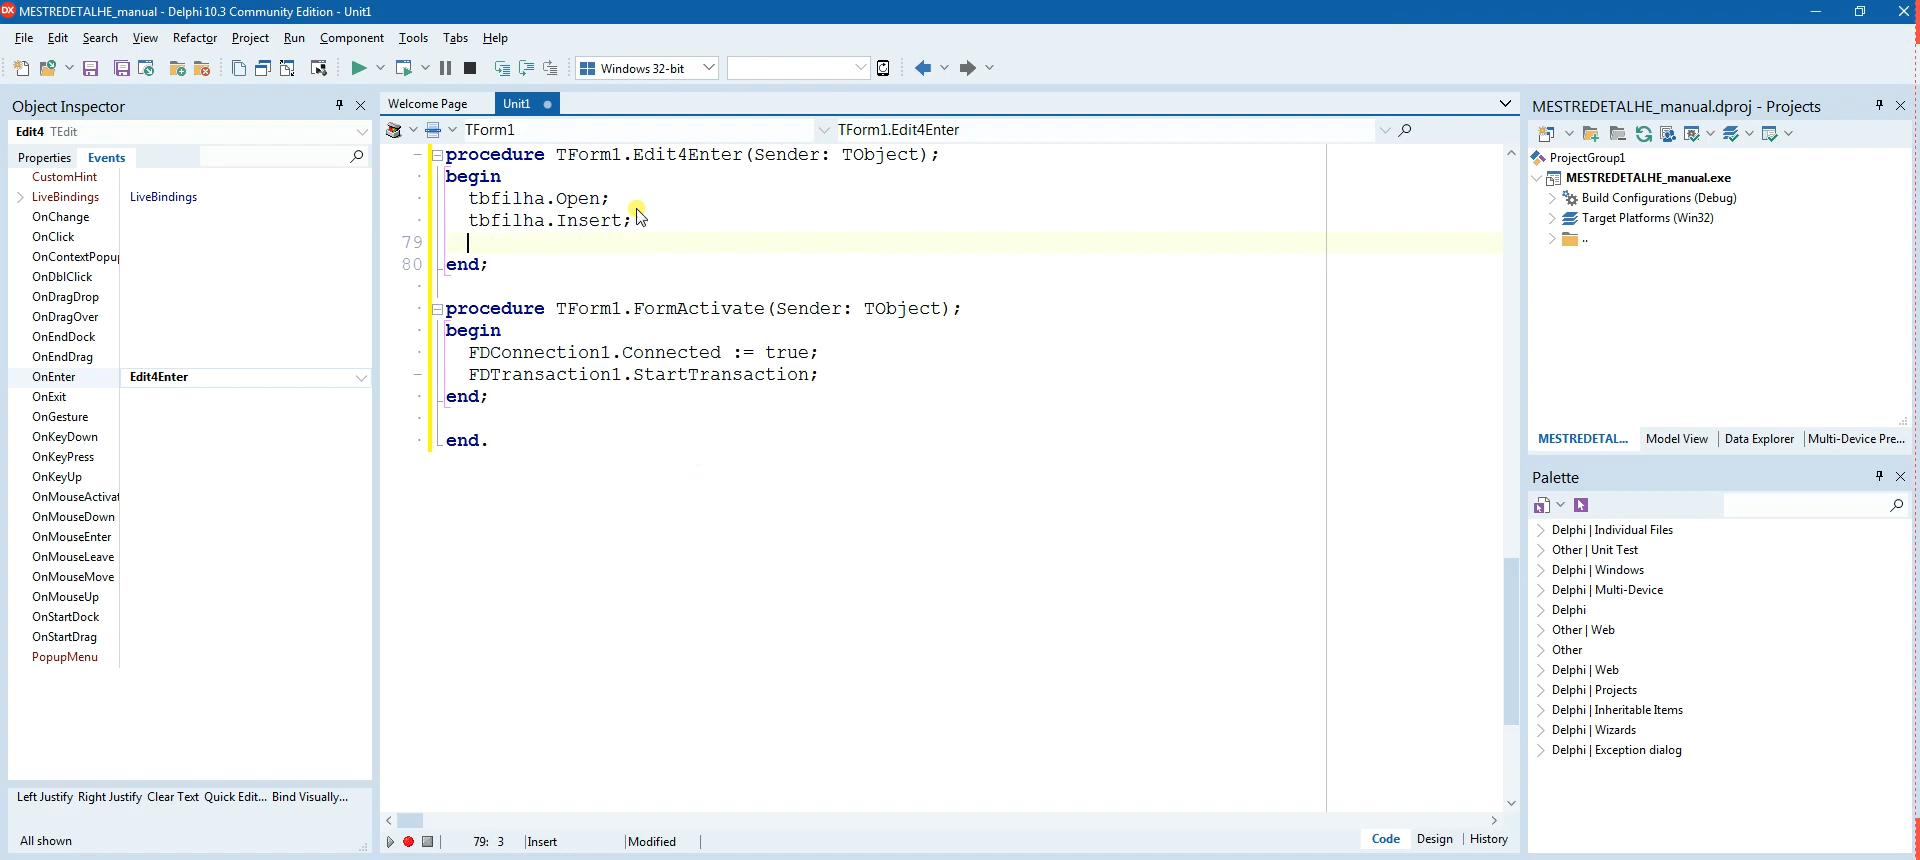 MESTREDETALHE_manual - Delphi 10.3 Community Edition - Unit1
File Edit Search View Refactor Project Run Component Tools Tabs Help
Windows 32-bit
Object Inspector
Edit4 TEdit
Properties Events
CustomHint
LiveBindings LiveBindings
OnChange
OnClick
OnContextPopu
OnDblClick
OnDragDrop
OnDragOver
OnEndDock
OnEndDrag
OnEnter Edit4Enter
OnExit
OnGesture
OnKeyDown
OnKeyPress
OnKeyUp
OnMouseActivat
OnMouseDown
OnMouseEnter
OnMouseLeave
OnMouseMove
OnMouseUp
OnStartDock
OnStartDrag
PopupMenu
Left Justify Right Justify Clear Text Quick Edit... Bind Visually...
All shown
Welcome Page Unit1
TForm1 TForm1.Edit4Enter
procedure TForm1.Edit4Enter(Sender: TObject);
begin
tbfilha.Open;
tbfilha.Insert;
79
80 end;
procedure TForm1.FormActivate(Sender: TObject);
begin
FDConnection1.Connected := true;
FDTransaction1.StartTransaction;
end;
end.
79: 3 Insert Modified
Code Design History
MESTREDETALHE_manual.dproj - Projects
ProjectGroup1
MESTREDETALHE_manual.exe
Build Configurations (Debug)
Target Platforms (Win32)
..
MESTREDETAL... Model View Data Explorer Multi-Device Pre...
Palette
Delphi | Individual Files
Other | Unit Test
Delphi | Windows
Delphi | Multi-Device
Delphi
Other | Web
Other
Delphi | Web
Delphi | Projects
Delphi | Inheritable Items
Delphi | Wizards
Delphi | Exception dialog